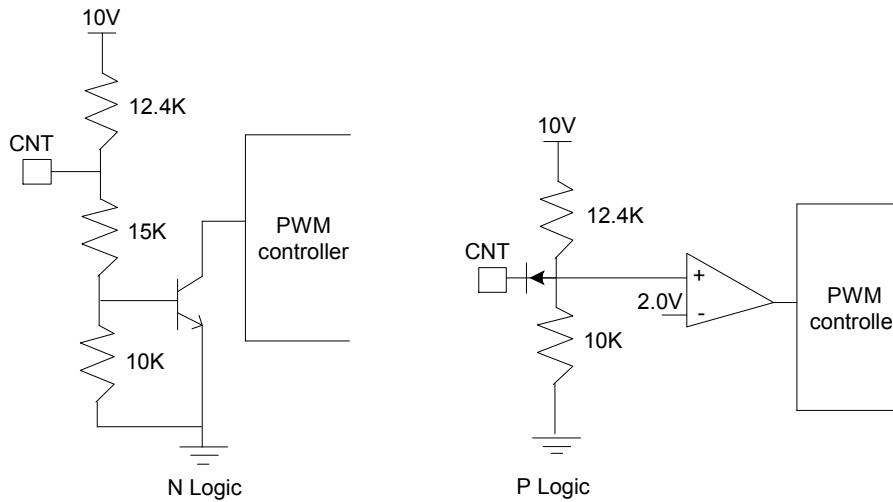 10V
12.4K
CNT
15K
10K
PWM
controller
N Logic
10V
12.4K
CNT
2.0V
+
-
10K
PWM
controlle
P Logic